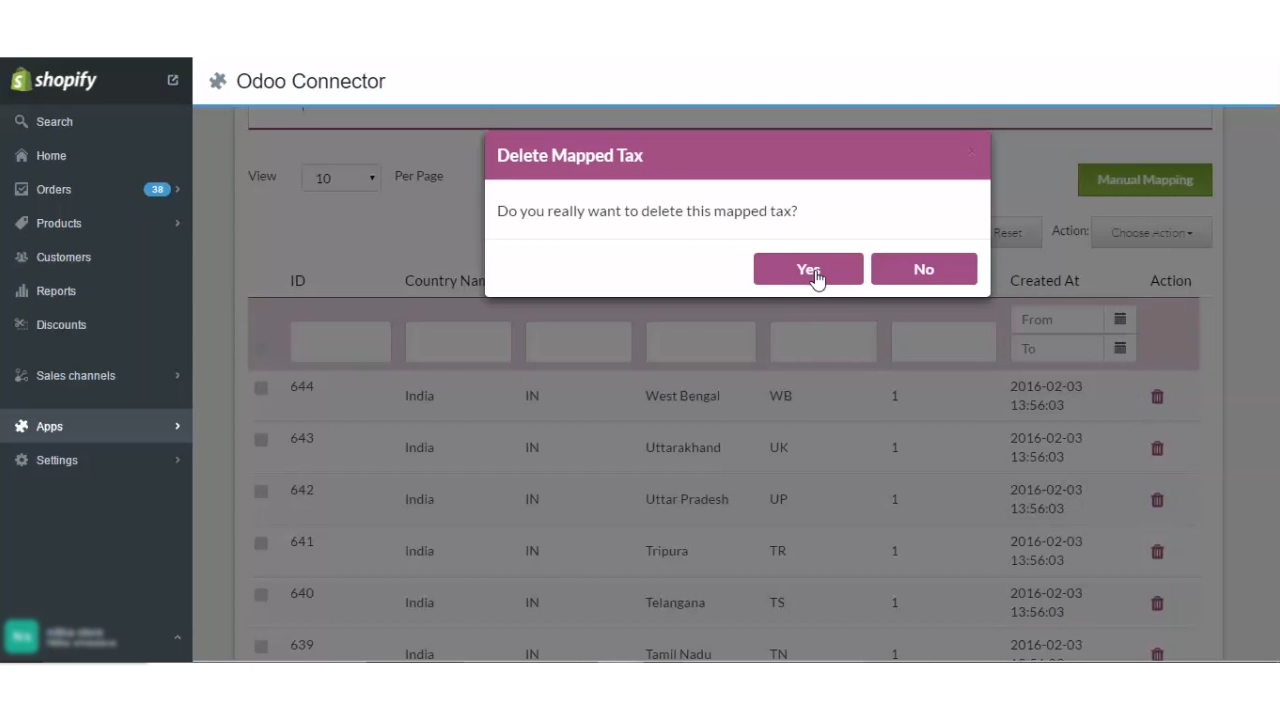 shopify
Odoo Connector
Search
Home
Orders 38
Products
Customers
Reports
Discounts
Sales channels
Apps
Settings
Delete Mapped Tax
Do you really want to delete this mapped tax?
Yes No
View 10 Per Page
Manual Mapping
Reset Action: Choose Action
ID Country Created At Action
From
To
644 India IN West Bengal WB 1 2016-02-03
13:56:03
643 India IN Uttarakhand UK 1 2016-02-03
13:56:03
642 India IN Uttar Pradesh UP 1 2016-02-03
13:56:03
641 India IN Tripura TR 1 2016-02-03
13:56:03
640 India IN Telangana TS 1 2016-02-03
13:56:03
639 India IN Tamil Nadu TN 1 2016-02-03